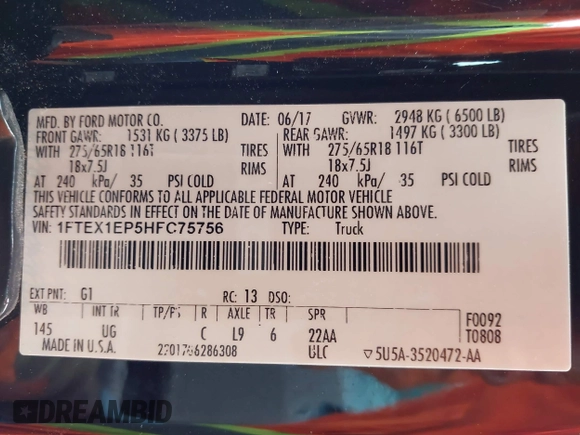 MFD. BY FORD MOTOR CO.
DATE: 06/17 GVWR: 2948 KG ( 6500 LB)
FRONT GAWR: 1531 KG ( 3375 LB)
REAR GAWR: 1497 KG ( 3300 LB)
WITH 275/65R18 116T TIRES
WITH 275/65R18 116T TIRES
18x7.5J RIMS
18x7.5J RIMS
AT 240 kPa/ 35 PSI COLD
AT 240 kPa/ 35 PSI COLD
THIS VEHICLE CONFORMS TO ALL APPLICABLE FEDERAL MOTOR VEHICLE
SAFETY STANDARDS IN EFFECT ON THE DATE OF MANUFACTURE SHOWN ABOVE.
VIN: 1FTEX1EP5HFC75756 TYPE: Truck
EXT PNT: G1 RC: 13 DSO:
WB INT TR TP/PS R AXLE TR SPR
F0092
145 UG C L9 6 22AA
T0808
MADE IN U.S.A. ULC
▽5U5A-3520472-AA
DREAMBID